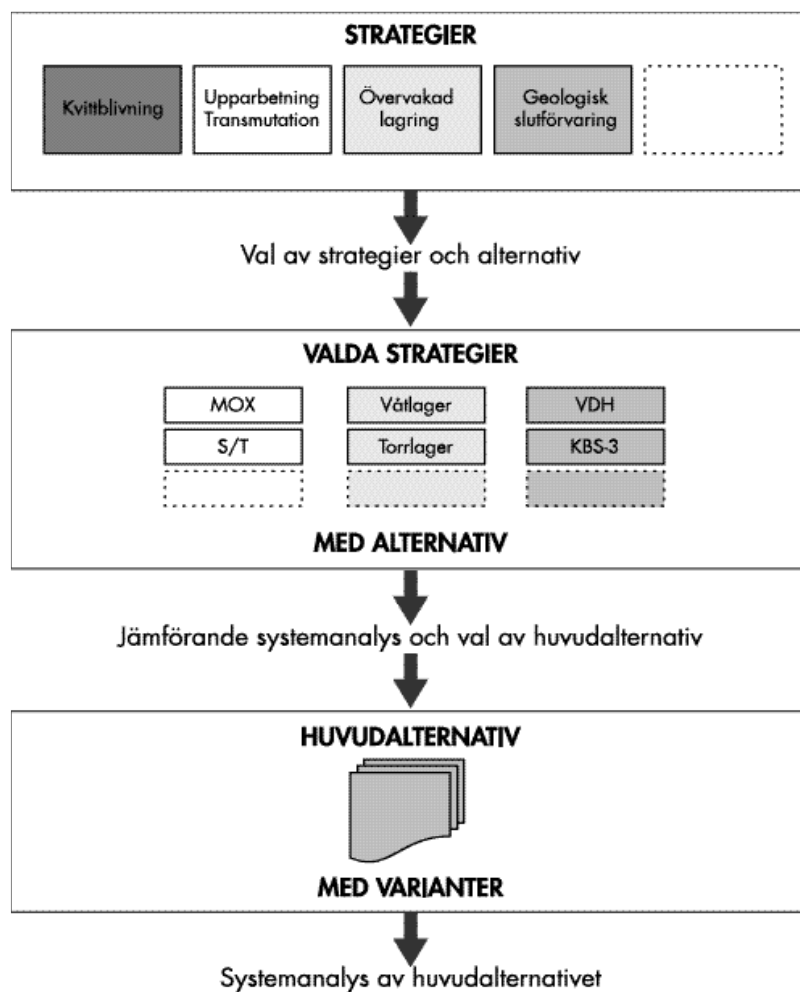 STRATEGIER
Kvittblivning
Upparbetning
Transmutation
Övervakad
lagring
Geologisk
slutförvaring
Val av strategier och alternativ
VALDA STRATEGIER
MOX
Våtlager
VDH
S/T
Torrlager
KBS-3
MED ALTERNATIV
Jämförande systemanalys och val av huvudalternativ
HUVUDALTERNATIV
MED VARIANTER
Systemanalys av huvudalternativet